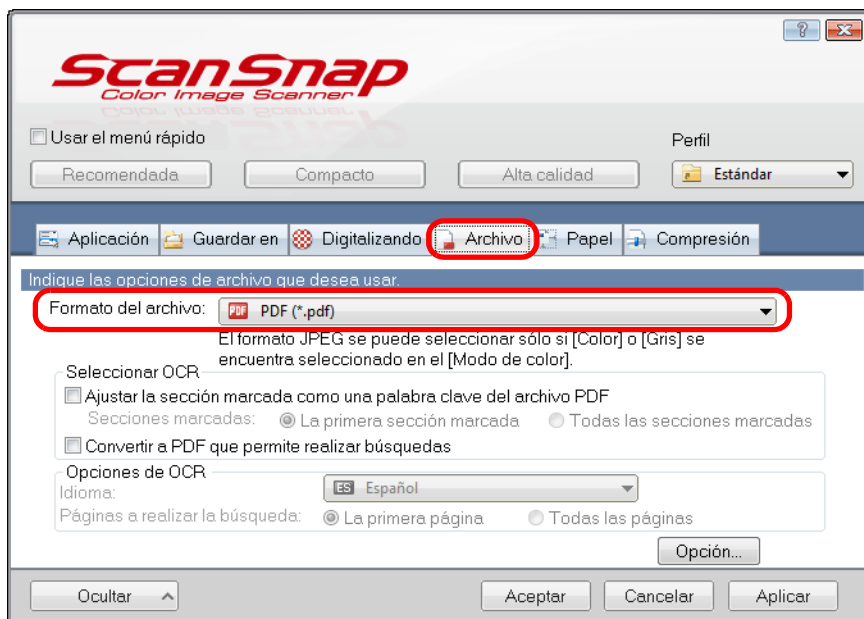 ScanSnap
Color Image Scanner
Usar el menú rápido
Perfil
Recomendada Compacto Alta calidad Estándar
Aplicación Guardar en Digitalizando Archivo Papel Compresión
Indique las opciones de archivo que desea usar.
Formato del archivo: PDF PDF (*.pdf)
El formato JPEG se puede seleccionar sólo si [Color] o [Gris] se
encuentra seleccionado en el [Modo de color].
Seleccionar OCR
Ajustar la sección marcada como una palabra clave del archivo PDF
Secciones marcadas: La primera sección marcada Todas las secciones marcadas
Convertir a PDF que permite realizar búsquedas
Opciones de OCR
Idioma: ES Español
Páginas a realizar la búsqueda: La primera página Todas las páginas
Opción...
Ocultar Aceptar Cancelar Aplicar